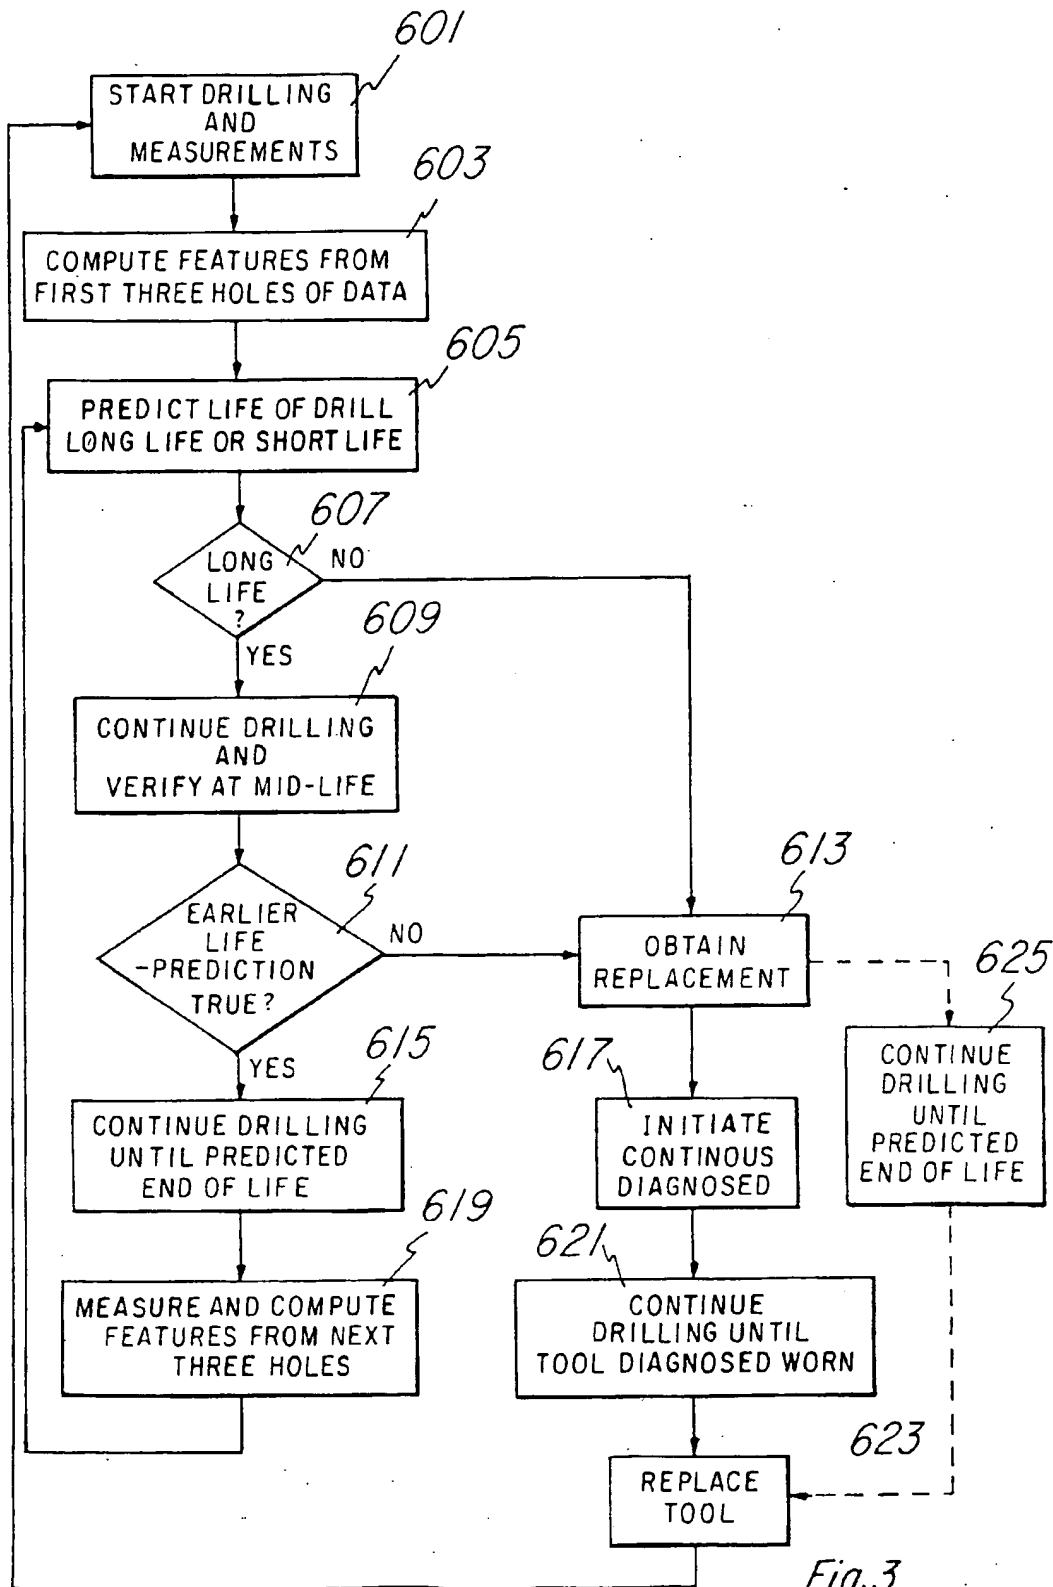 601
START DRILLING
AND
MEASUREMENTS
603
COMPUTE FEATURES FROM
FIRST THREE HOLES OF DATA
605
PREDICT LIFE OF DRILL
LONG LIFE OR SHORT LIFE
607
LONG
LIFE
?
NO
YES
609
CONTINUE DRILLING
AND
VERIFY AT MID-LIFE
611
EARLIER
LIFE
-PREDICTION
TRUE?
NO
YES
613
OBTAIN
REPLACEMENT
625
CONTINUE
DRILLING
UNTIL
PREDICTED
END OF LIFE
615
CONTINUE DRILLING
UNTIL PREDICTED
END OF LIFE
617
INITIATE
CONTINOUS
DIAGNOSED
619
MEASURE AND COMPUTE
FEATURES FROM NEXT
THREE HOLES
621
CONTINUE
DRILLING UNTIL
TOOL DIAGNOSED WORN
623
REPLACE
TOOL
Fig. 3